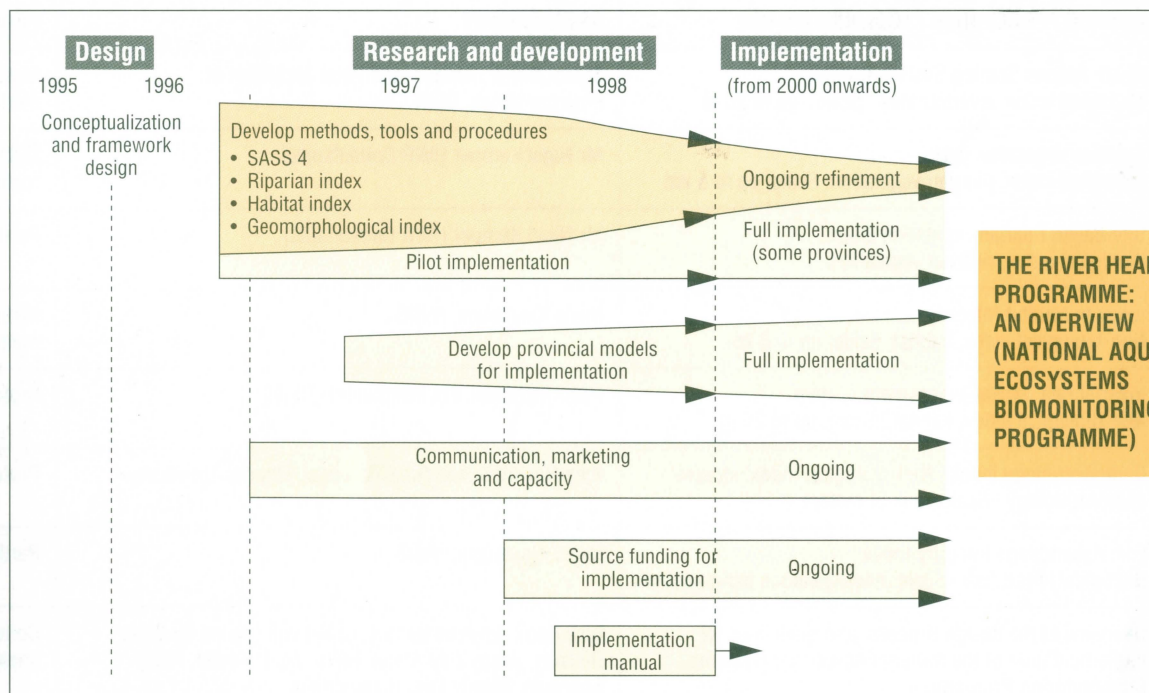 Design
Research and development
Implementation
1995 1996 1997 1998 (from 2000 onwards)
Conceptualization
and framework
design
Develop methods, tools and procedures
• SASS 4
• Riparian index
• Habitat index
• Geomorphological index
Ongoing refinement
Full implementation
(some provinces)
Pilot implementation
Develop provincial models
for implementation
Full implementation
Communication, marketing
and capacity
Ongoing
Source funding for
implementation
Ongoing
Implementation
manual
THE RIVER HEA
PROGRAMME:
AN OVERVIEW
(NATIONAL AQU
ECOSYSTEMS
BIOMONITORING
PROGRAMME)